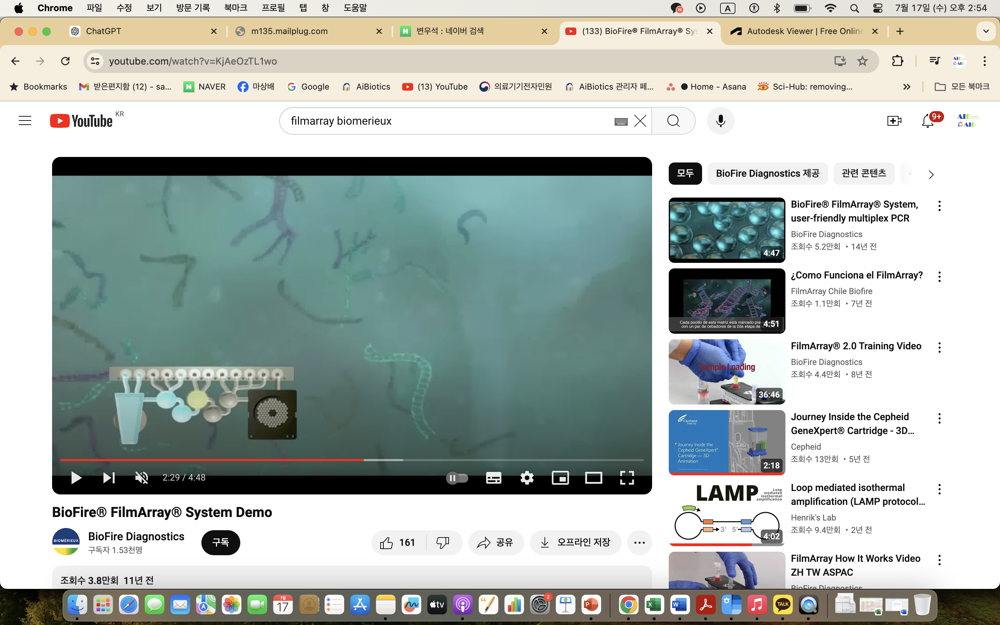 Chrome 파일 수정 보기 방문 기록 북마크 프로필 탭 창 도움말 A 7월 17일 (수) 오후 2:54
ChatGPT m135.mailplug.com 변우석 : 네이버 검색 (133) BioFire® FilmArray® Sys Autodesk Viewer | Free Online
youtube.com/watch?v=KjAeOzTL1wo
Bookmarks 받은편지함 (12) - sa... NAVER 마상배 Google AiBiotics (13) YouTube 의료기기전자민원 AiBiotics 관리자 페... Home - Asana Sci-Hub: removing... 모든 북마크
YouTube KR filmarray biomerieux 9+
모두 BioFire Diagnostics 제공 관련 콘텐츠
BioFire® FilmArray® System,
user-friendly multiplex PCR
BioFire Diagnostics
조회수 5.2만회 • 14년 전
4:47
¿Como Funciona el FilmArray?
FilmArray Chile Biofire
조회수 1.1만회 • 7년 전
Cada pocillo de esta matriz está marcado
con un par de cebadores de la 2da etapa de
4:51
FilmArray® 2.0 Training Video
BioFire Diagnostics
조회수 4.4만회 • 8년 전
Sample Loading
36:46
Journey Inside the Cepheid
GeneXpert® Cartridge - 3D...
Cepheid
조회수 13만회 • 5년 전
Cepheid.
Journey Inside the
Cepheid GeneXpert®
Cartridge — 3D
Animation
2:18
Loop mediated isothermal
amplification (LAMP protocol...
Henrik's Lab
조회수 9.4만회 • 2년 전
LAMP
Loop
mediated
isothermal
amplification
3' 5'
4:02
FilmArray How It Works Video
ZH TW ASPAC
BioFire Diagnostics
2:29 / 4:48
BioFire® FilmArray® System Demo
BIOMÉRIEUX
BioFire Diagnostics
구독자 1.53천명
구독
161 공유 오프라인 저장
조회수 3.8만회 11년 전
7월
17
tv
2
P
X
W
TALK
XLSX